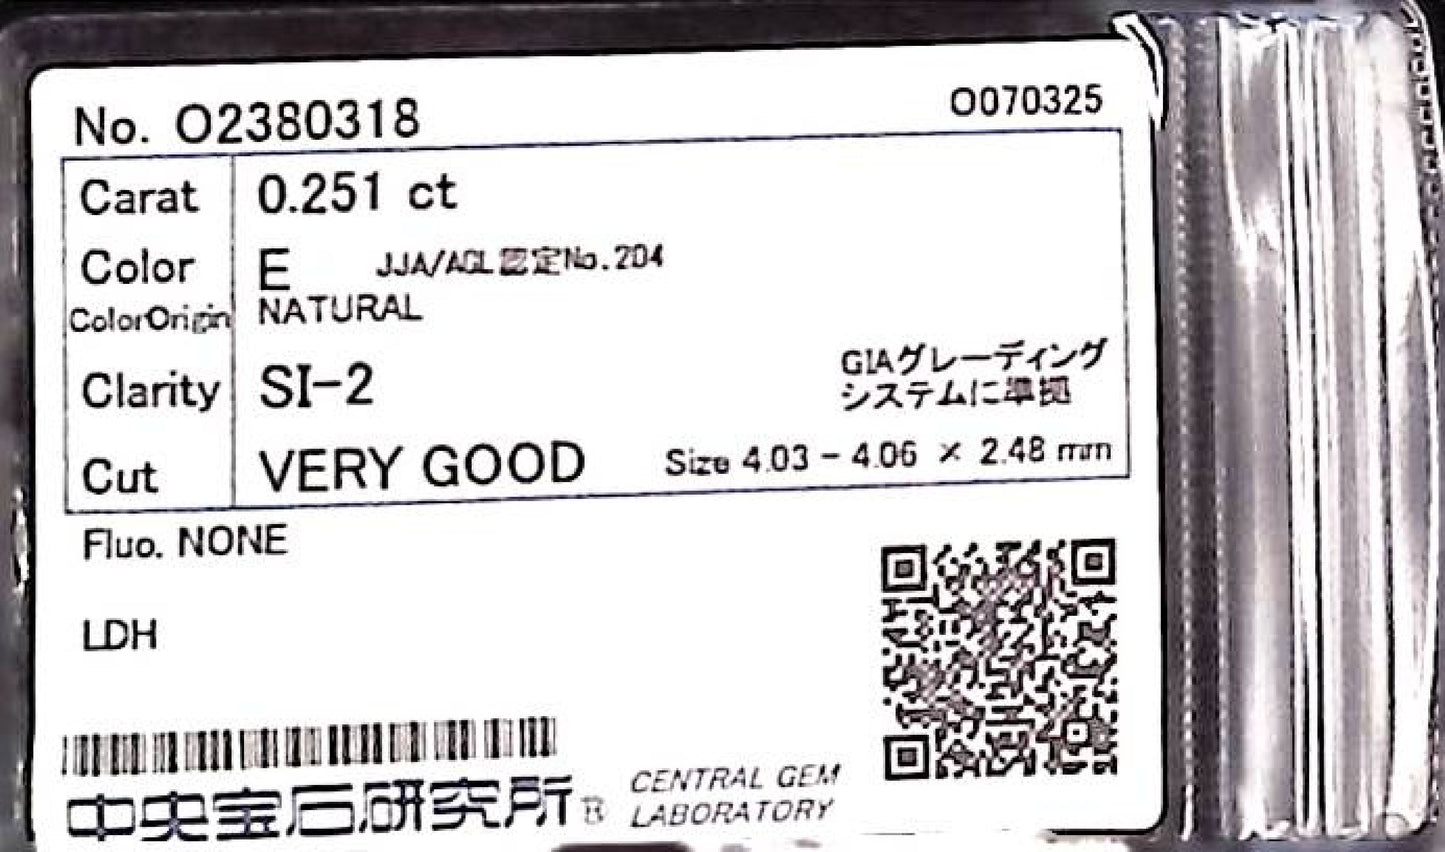 No. O2380318 O070325
Carat 0.251 ct
Color E JJA/AGL認定No.204
ColorOrigin NATURAL
Clarity SI-2 GIAグレーディング
システムに準拠
Cut VERY GOOD Size 4.03 - 4.06 × 2.48 mm
Fluo. NONE
LDH
中央宝石研究所 CENTRAL GEM
LABORATORY